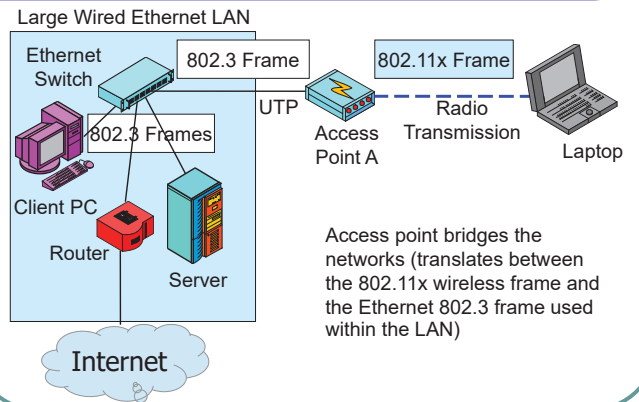 Large Wired Ethernet LAN
Ethernet
Switch
802.3 Frame
802.11x Frame
UTP
Radio
Transmission
Access
Point A
Laptop
802.3 Frames
Client PC
Router
Server
Access point bridges the
networks (translates between
the 802.11x wireless frame and
the Ethernet 802.3 frame used
within the LAN)
Internet